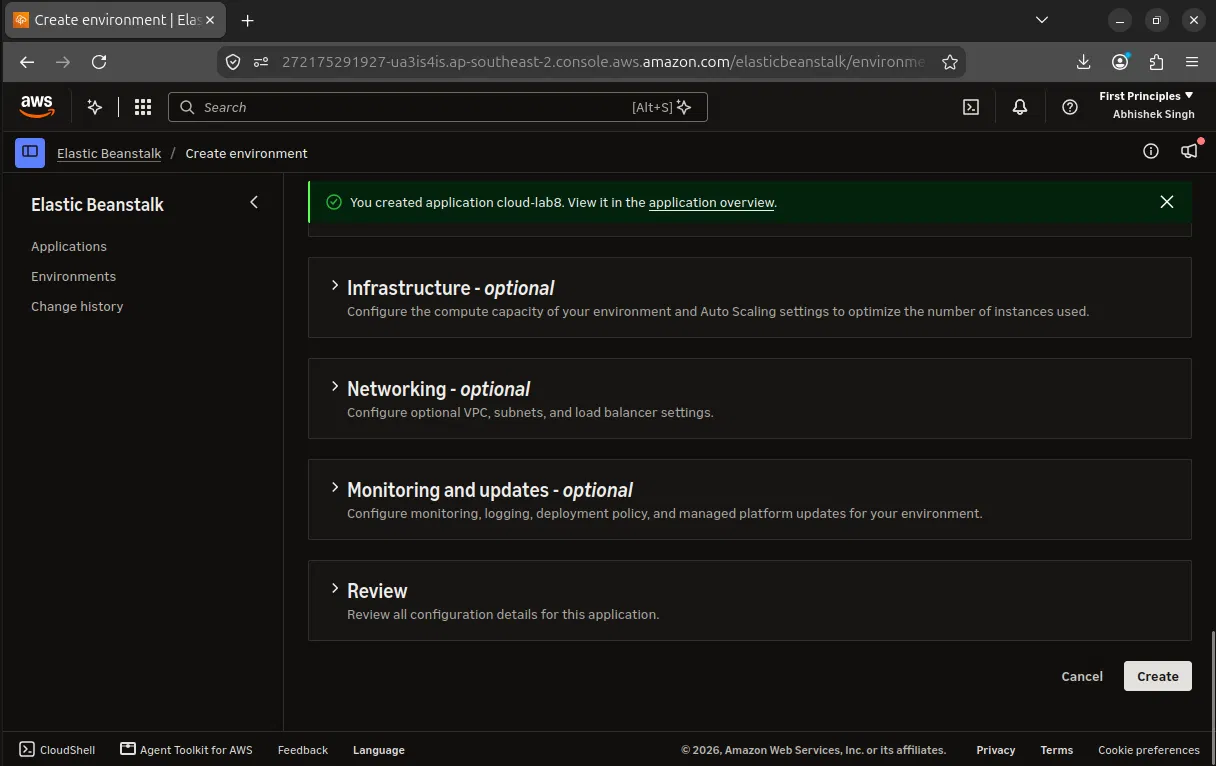 Create environment | Elas
272175291927-ua3is4is.ap-southeast-2.console.aws.amazon.com/elasticbeanstalk/environme
aws
Search [Alt+S]
First Principles
Abhishek Singh
Elastic Beanstalk / Create environment
Elastic Beanstalk
Applications
Environments
Change history
You created application cloud-lab8. View it in the application overview.
Infrastructure - optional
Configure the compute capacity of your environment and Auto Scaling settings to optimize the number of instances used.
Networking - optional
Configure optional VPC, subnets, and load balancer settings.
Monitoring and updates - optional
Configure monitoring, logging, deployment policy, and managed platform updates for your environment.
Review
Review all configuration details for this application.
Cancel Create
CloudShell Agent Toolkit for AWS Feedback Language © 2026, Amazon Web Services, Inc. or its affiliates. Privacy Terms Cookie preferences